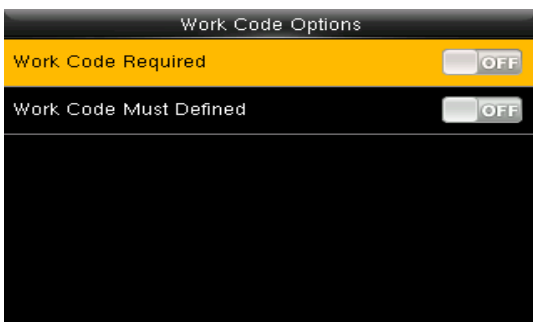 Work Code Options
Work Code Required OFF
Work Code Must Defined OFF